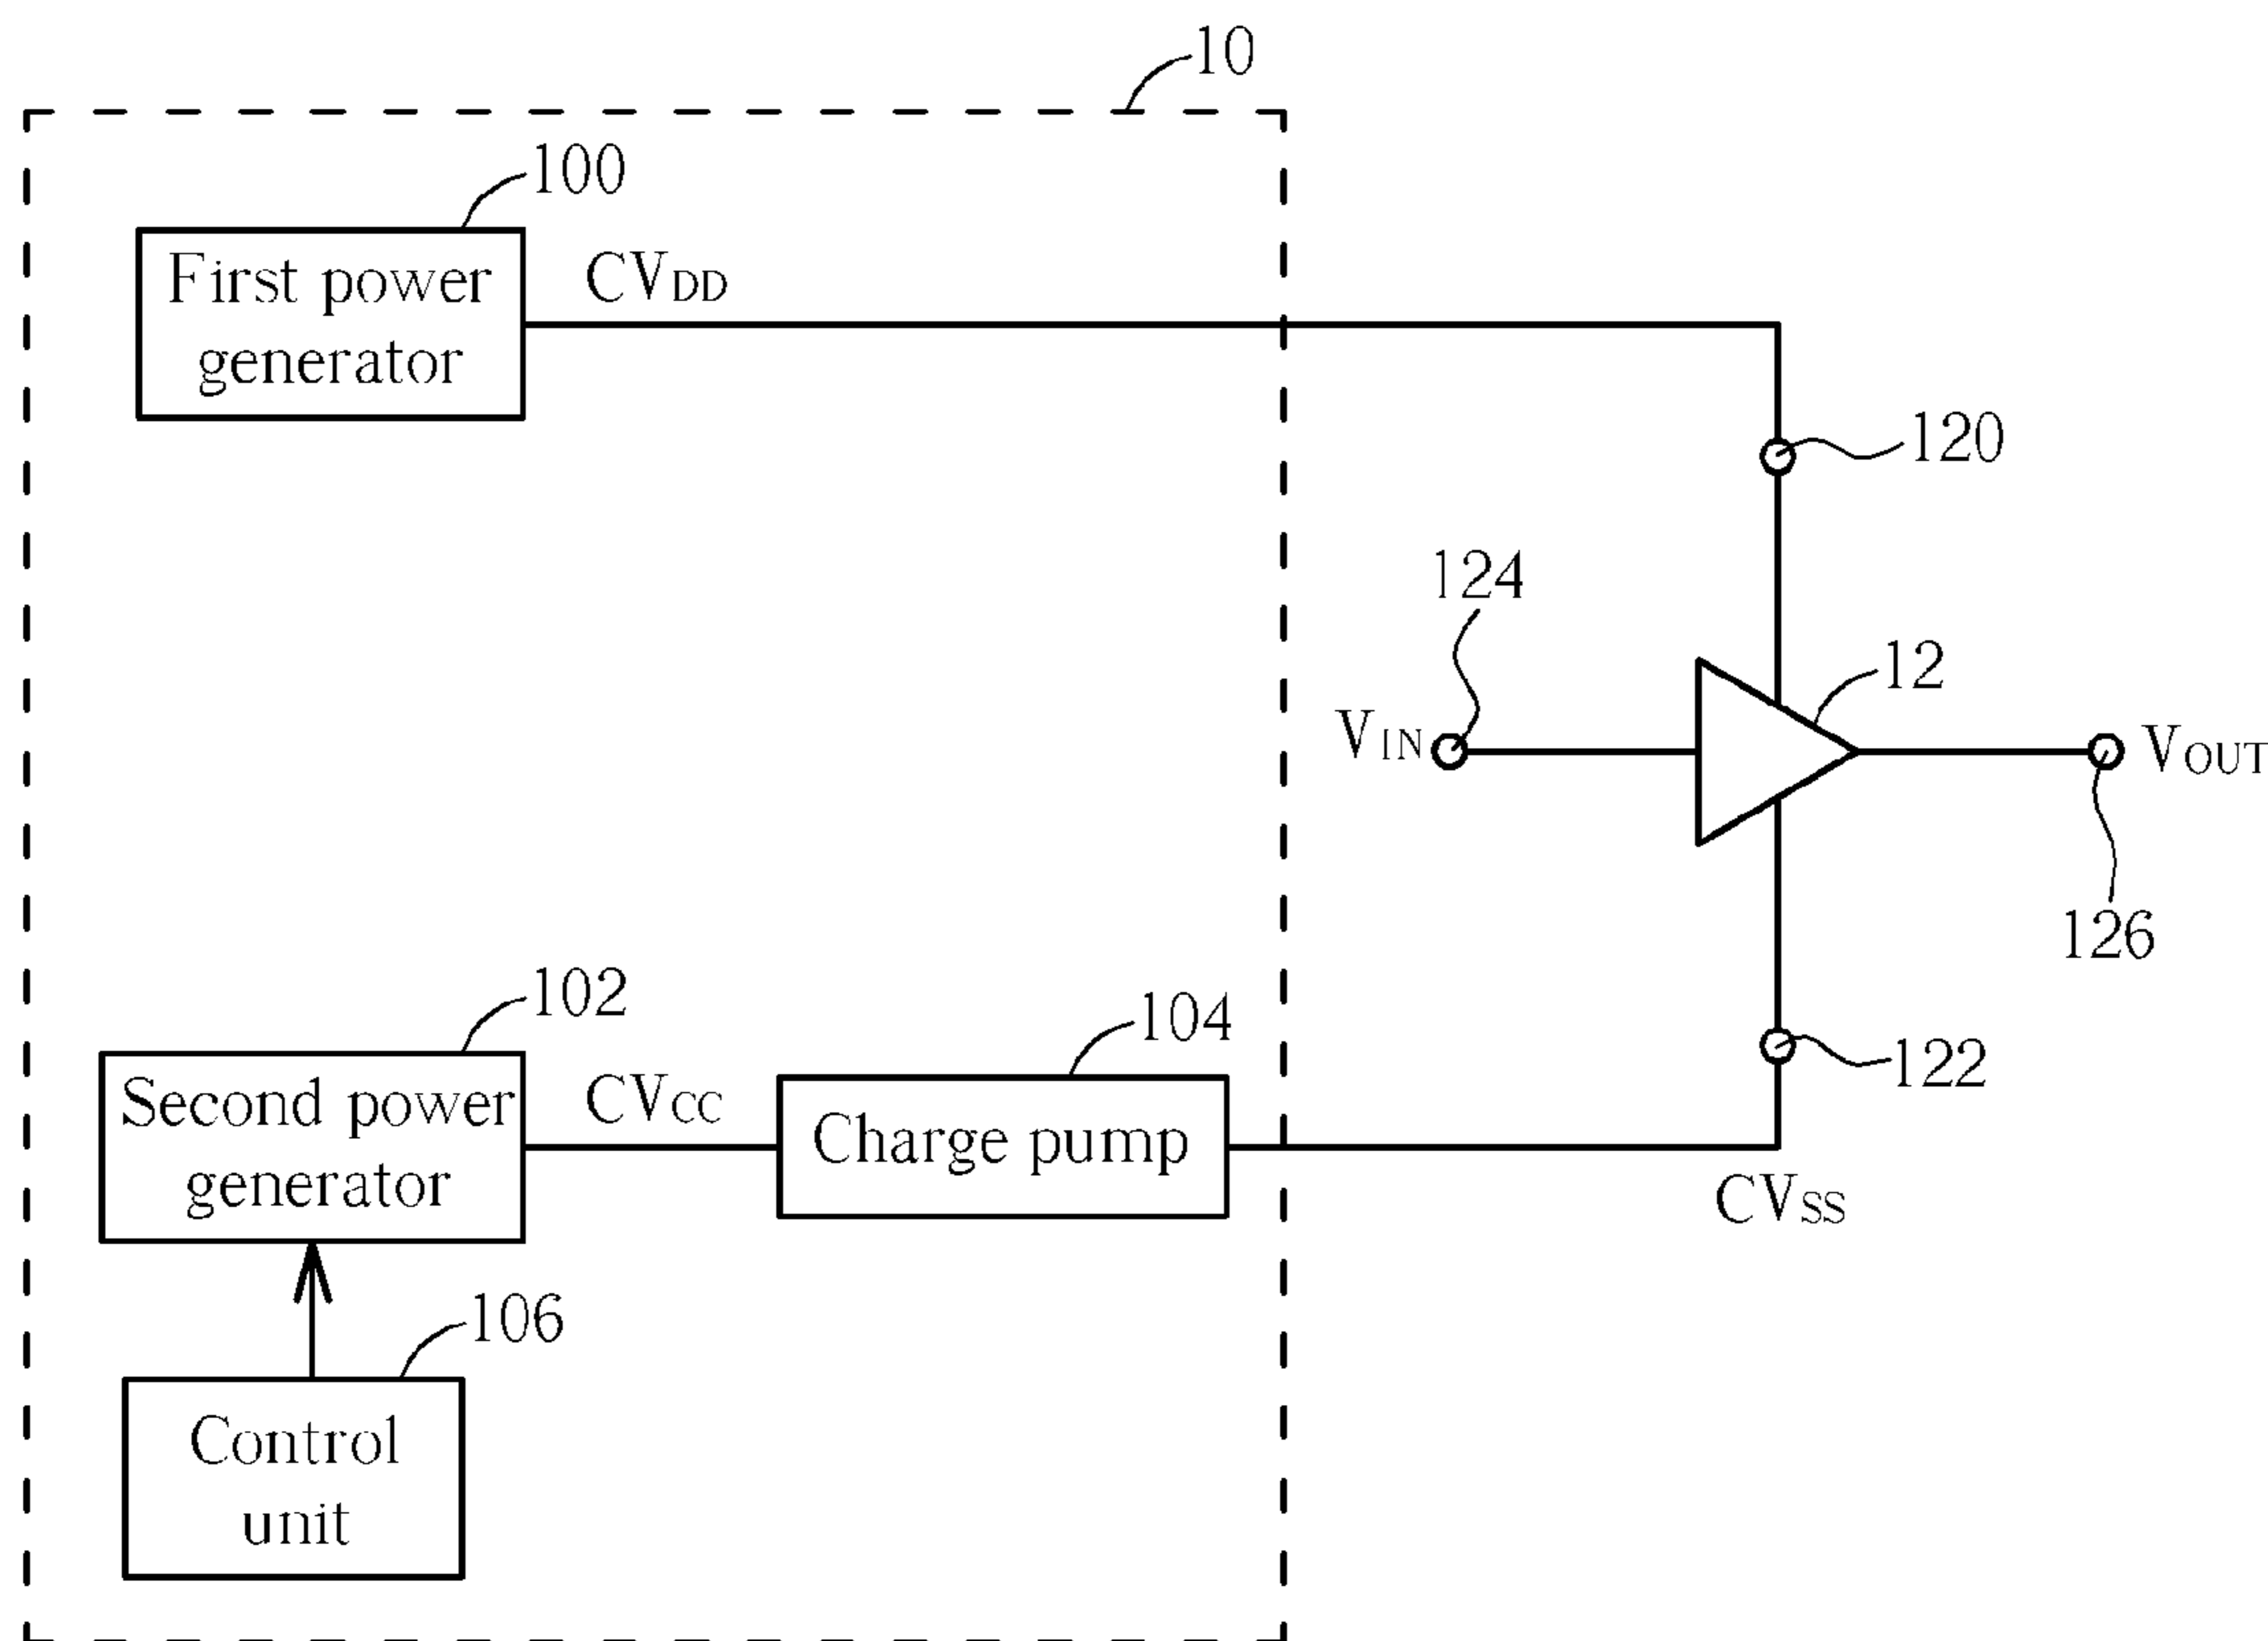 10
100
First power
generator
CVDD
120
124
12
VIN
VOUT
126
102
Second power
generator
CVCC
104
Charge pump
122
CVSS
106
Control
unit